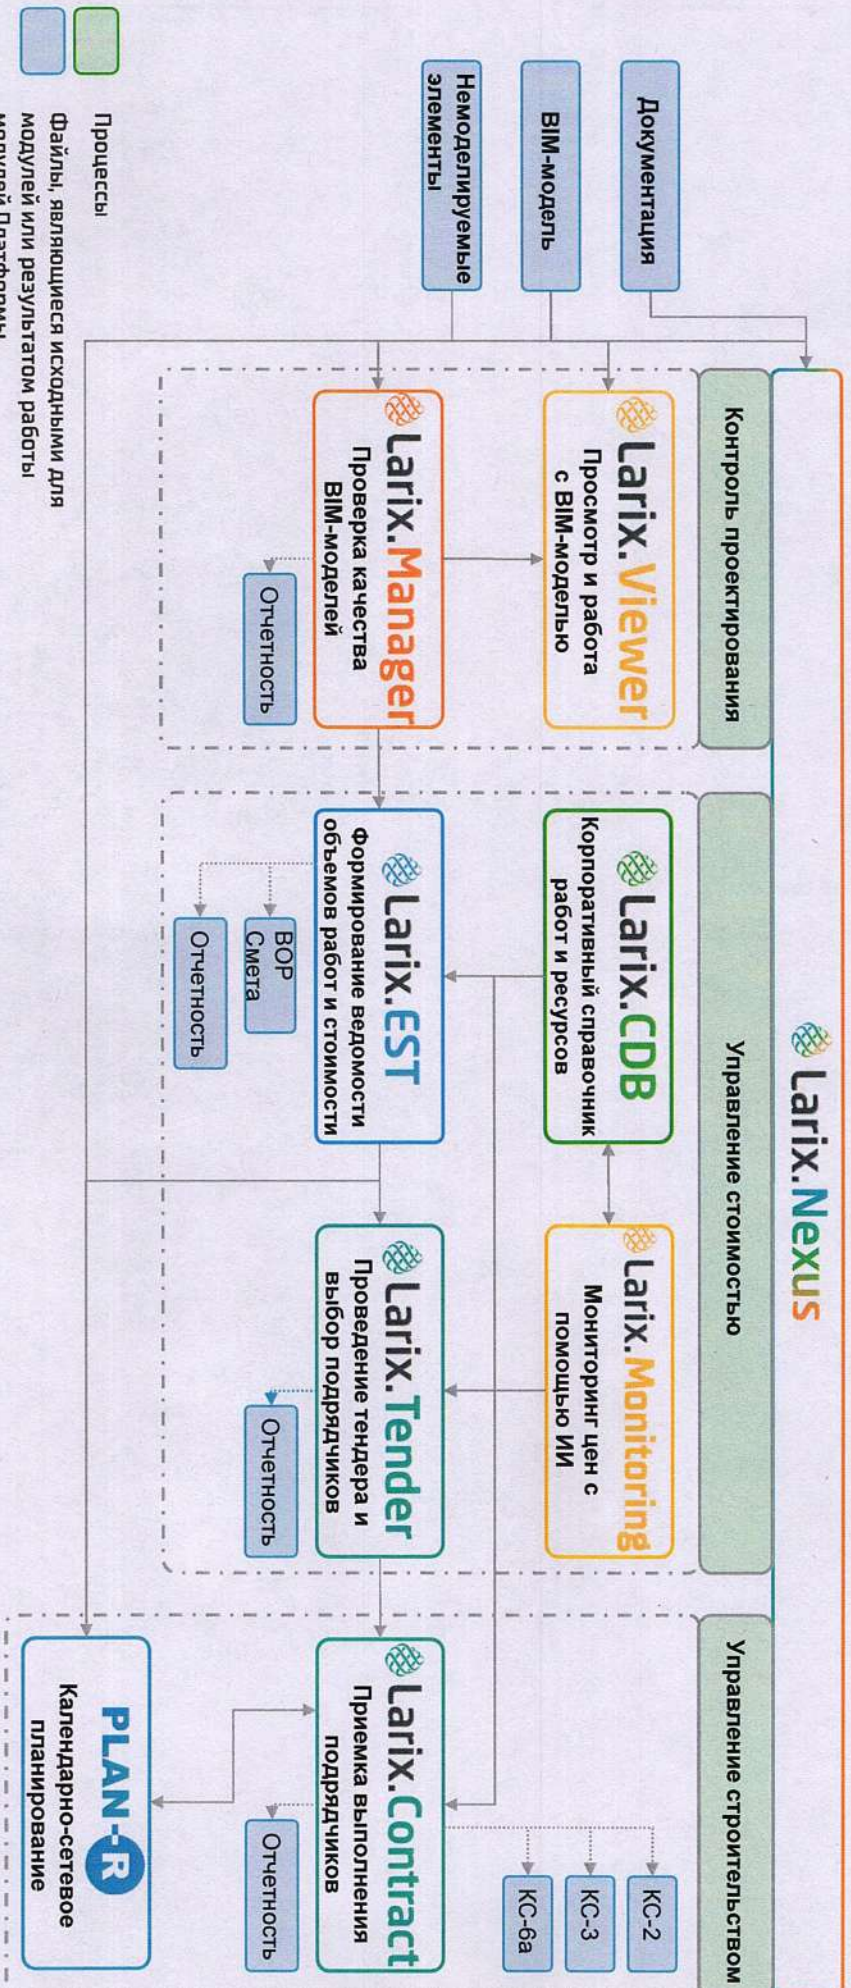 Larix.Nexus
Документация
BIM-модель
Немоделируемые
элементы
Контроль проектирования
Larix.Viewer
Просмотр и работа
с BIM-моделью
Larix.Manager
Проверка качества
BIM-моделей
Отчетность
Управление стоимостью
Larix.CDB
Корпоративный справочник
работ и ресурсов
Larix.Monitoring
Мониторинг цен с
помощью ИИ
Larix.EST
Формирование ведомости
объемов работ и стоимости
ВОР
Смета
Отчетность
Larix.Tender
Проведение тендера и
выбор подрядчиков
Отчетность
Управление строительством
КС-2
КС-3
КС-6а
Larix.Contract
Приемка выполнения
подрядчиков
Отчетность
PLAN-R
Календарно-сетевое
планирование
Процессы
Файлы, являющиеся исходными для
модулей или результатом работы
модулей Платформы